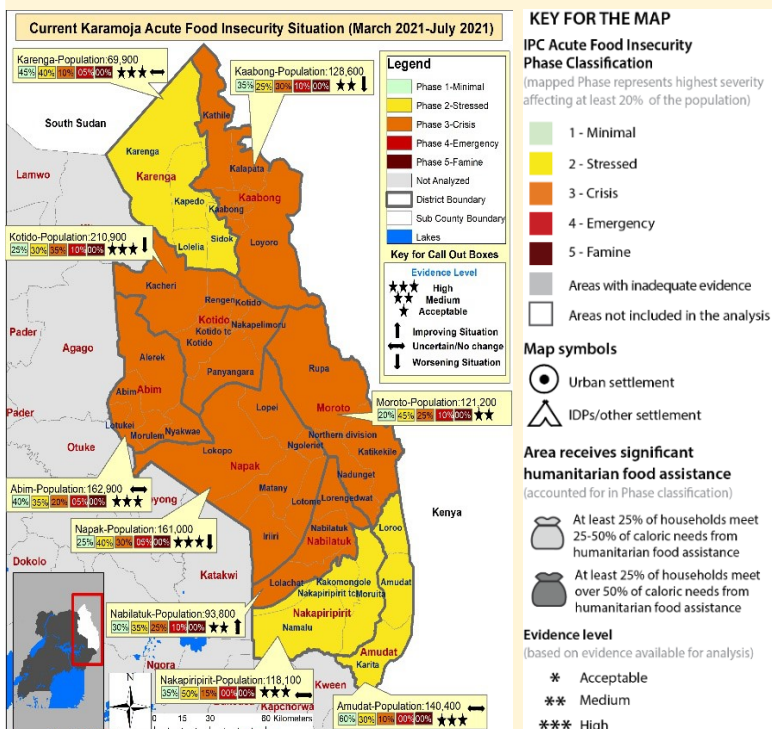 Current Karamoja Acute Food Insecurity Situation (March 2021-July 2021)
Karenga-Population:69,900
45% 40% 10% 05% 00%
Kaabong-Population:128,600
35% 25% 30% 10% 00%
South Sudan
Lamwo
Kathile
Karenga
Karenga
Kalapata
Kapedo
Kaabong
Kaabong
Sidok
Lolelia
Loyoro
Kotido-Population:210,900
25% 30% 35% 10% 00%
Kacheri
Rengen
Kotido
Kotido
Kotido tc
Nakapelimoru
Kotido
Pader
Agago
Alerek
Panyangara
Rupa
Abim
Abim
Pader
Lopei
Moroto
Moroto-Population:121,200
20% 45% 25% 10% 00%
Lotukei
Morulem
Nyakwae
Northern division
Otuke
Lokopo
Ngoleriet
Katikekile
Napak
Nadunget
Abim-Population:162,900
40% 35% 20% 05% 00%
yong
Matany
Lotome
Lorengedwat
Kenya
Napak-Population:161,000
25% 40% 30% 05% 00%
Iriiri
Nabilatuk
Nabilatuk
Loroo
Dokolo
Katakwi
Lolachat
Kakomongole
Amudat
Nakapiripirit tc
Moruita
Nabilatuk-Population:93,800
30% 35% 25% 10% 00%
Nakapiripirit
Namalu
Amudat
Karita
Ngora
Nakapiripirit-Population:118,100
35% 50% 15% 00% 00%
Kween
Kapchorwa
Amudat-Population:140,400
60% 30% 10% 00% 00%
N
0 15 30 60 Kilometers
Legend
Phase 1-Minimal
Phase 2-Stressed
Phase 3-Crisis
Phase 4-Emergency
Phase 5-Famine
Not Analyzed
District Boundary
Sub County Boundary
Lakes
Key for Call Out Boxes
Evidence Level
High
Medium
Acceptable
Improving Situation
Uncertain/No change
Worsening Situation
KEY FOR THE MAP
IPC Acute Food Insecurity
Phase Classification
(mapped Phase represents highest severity
affecting at least 20% of the population)
1 - Minimal
2 - Stressed
3 - Crisis
4 - Emergency
5 - Famine
Areas with inadequate evidence
Areas not included in the analysis
Map symbols
Urban settlement
IDPs/other settlement
Area receives significant
humanitarian food assistance
(accounted for in Phase classification)
At least 25% of households meet
25-50% of caloric needs from
humanitarian food assistance
At least 25% of households meet
over 50% of caloric needs from
humanitarian food assistance
Evidence level
(based on evidence available for analysis)
* Acceptable
** Medium
*** High